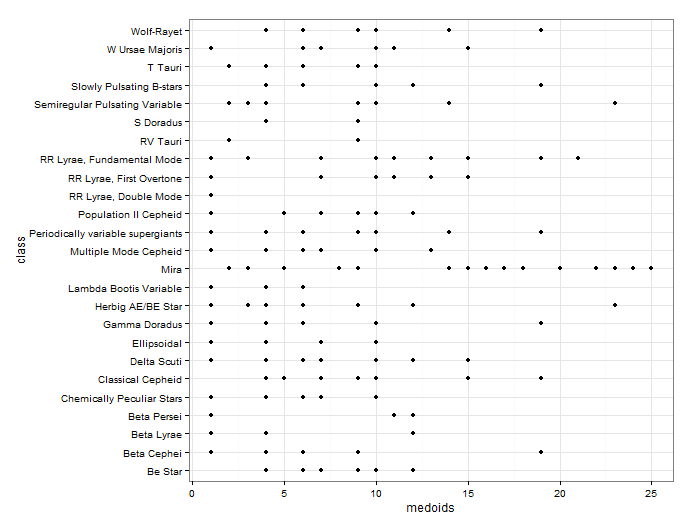 Wolf-Rayet
W Ursae Majoris
T Tauri
Slowly Pulsating B-stars
Semiregular Pulsating Variable
S Doradus
RV Tauri
RR Lyrae, Fundamental Mode
RR Lyrae, First Overtone
RR Lyrae, Double Mode
Population II Cepheid
Periodically variable supergiants
Multiple Mode Cepheid
Mira
Lambda Bootis Variable
Herbig AE/BE Star
Gamma Doradus
Ellipsoidal
Delta Scuti
Classical Cepheid
Chemically Peculiar Stars
Beta Persei
Beta Lyrae
Beta Cephei
Be Star
class
0 5 10 15 20 25
medoids